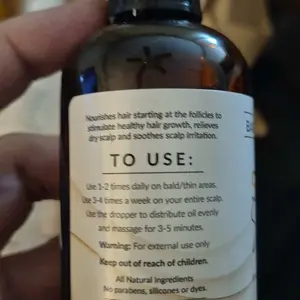 Nourishes hair starting at the follicles to
stimulate healthy hair growth, relieves
dry scalp and soothes scalp irritation.
TO USE:
Use 1-2 times daily on bald/thin areas.
Use 3-4 times a week on your entire scalp.
Use the dropper to distribute oil evenly
and massage for 3-5 minutes.
Warning: For external use only
Keep out of reach of children.
All Natural Ingredients
No parabens, silicones or dyes.